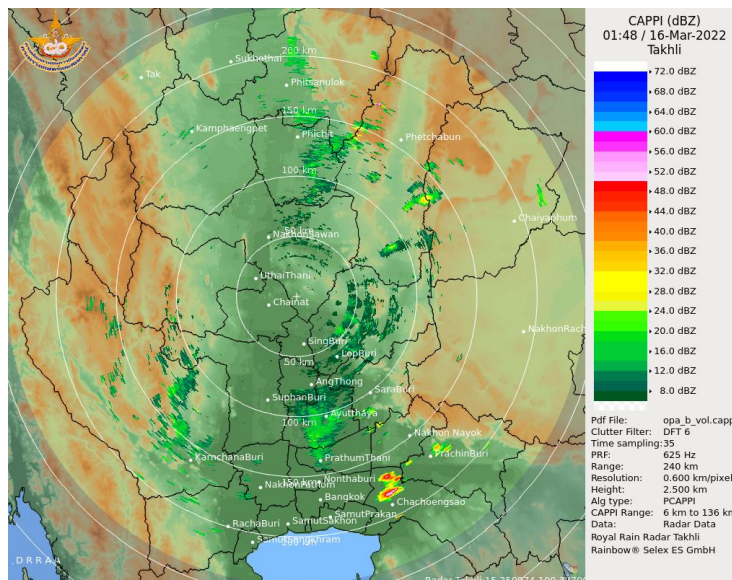 CAPPI (dBZ)
01:48 / 16-Mar-2022
Takhli
72.0 dBZ
68.0 dBZ
64.0 dBZ
60.0 dBZ
56.0 dBZ
52.0 dBZ
48.0 dBZ
44.0 dBZ
40.0 dBZ
36.0 dBZ
32.0 dBZ
28.0 dBZ
24.0 dBZ
20.0 dBZ
16.0 dBZ
12.0 dBZ
8.0 dBZ
Pdf File: opa_b_vol.capp
Clutter Filter: DFT 6
Time sampling:35
PRF: 625 Hz
Range: 240 km
Resolution: 0.600 km/pixel
Height: 2.500 km
Alg type: PCAPPI
CAPPI Range: 6 km to 136 km
Data: Radar Data
Royal Rain Radar Takhli
Rainbow® Selex ES GmbH
200 km
Sukhothai
Tak
Phitsanulok
150 km
Kamphaengphet
Phichit
Phetchabun
100 km
Chaiyaphum
50 km
NakhonSawan
UthaiThani
Chainat
NakhonRach
SingBuri
LopBuri
50 km
AngThong
SaraBuri
SuphanBuri
Ayutthaya
100 km
Nakhon Nayok
PrachinBuri
KanchanaBuri
PrathumThani
150 km
Nonthaburi
NakhonPathom
Bangkok
Chachoengsao
SamutPrakan
SamutSakhon
RachaBuri
SamutSongkhram
200 km
D R R A A